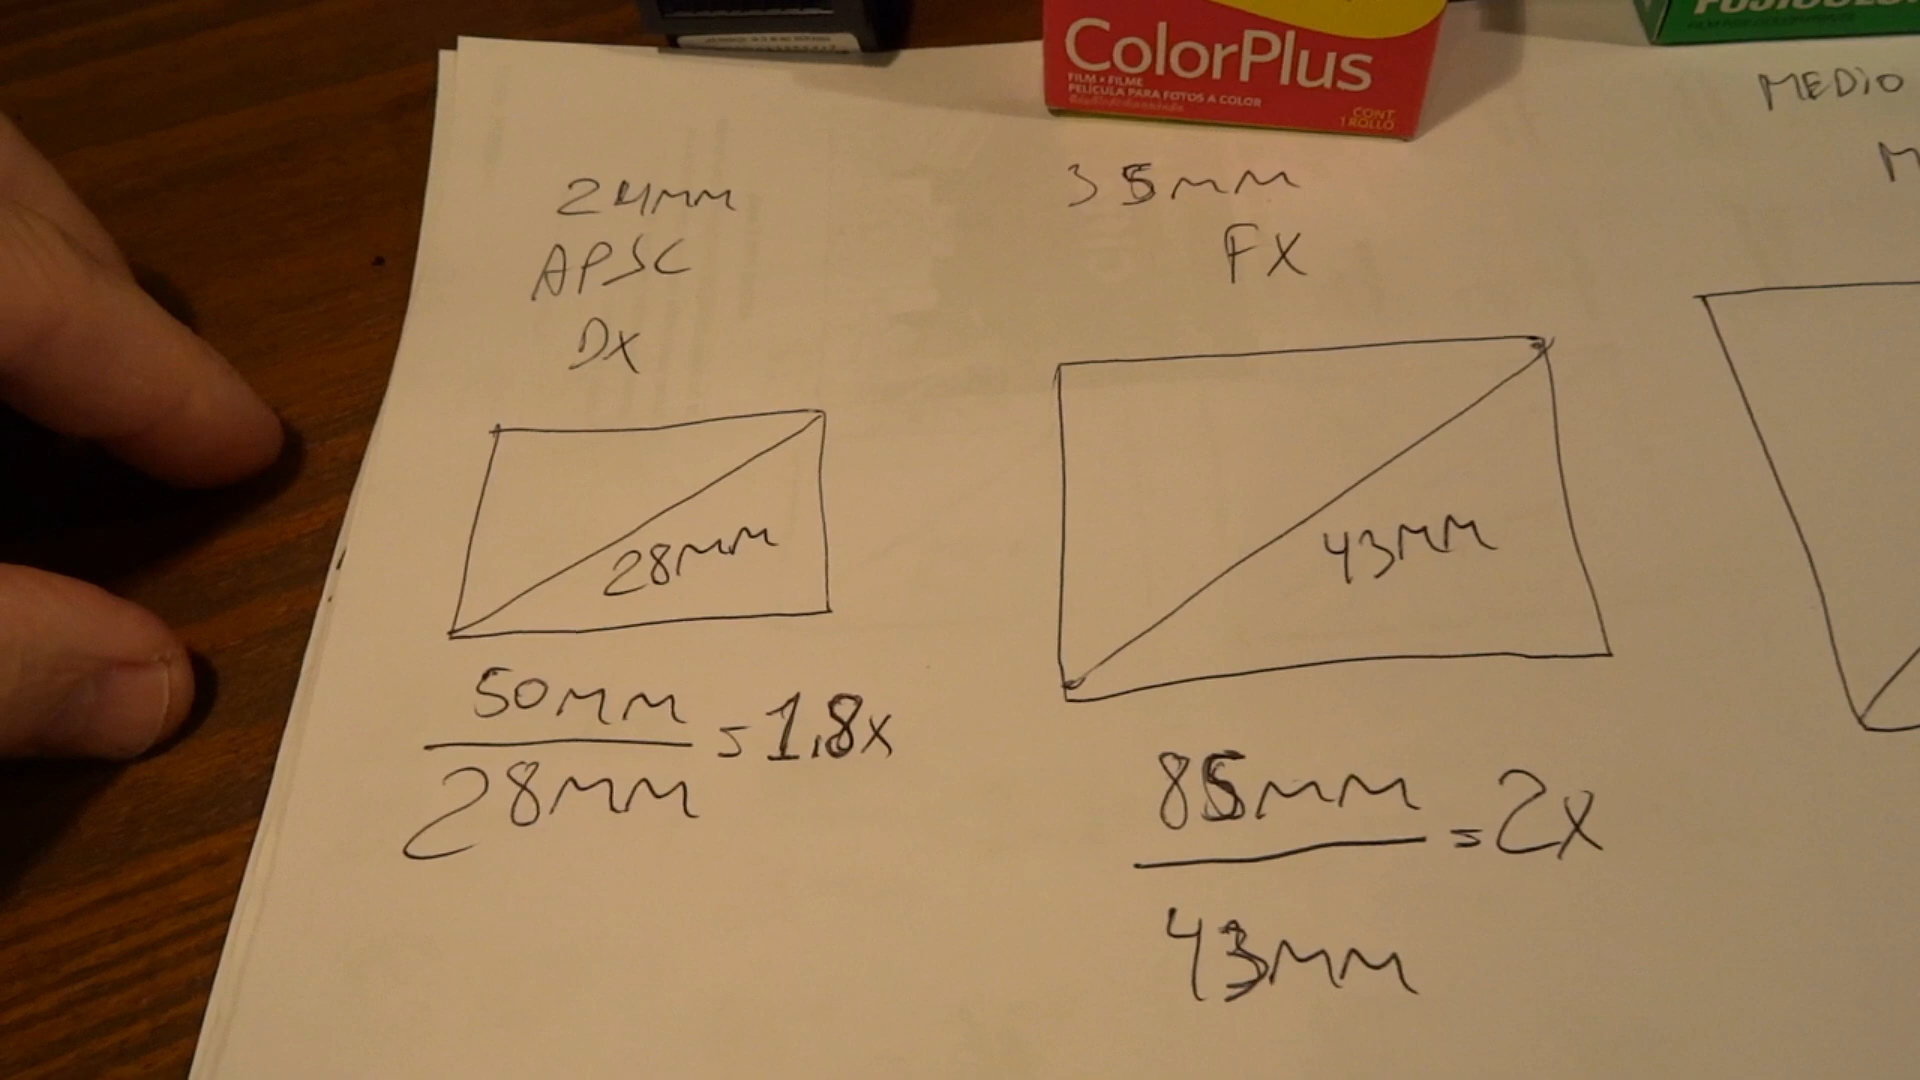 ColorPlus
FILM • FILME
PELÍCULA PARA FOTOS A COLOR
CONT.
1 ROLLO
24MM
APSC
DX
28MM
50MM
28MM
=1.8X
35MM
FX
43MM
85MM
43MM
=2X
MEDIO
M